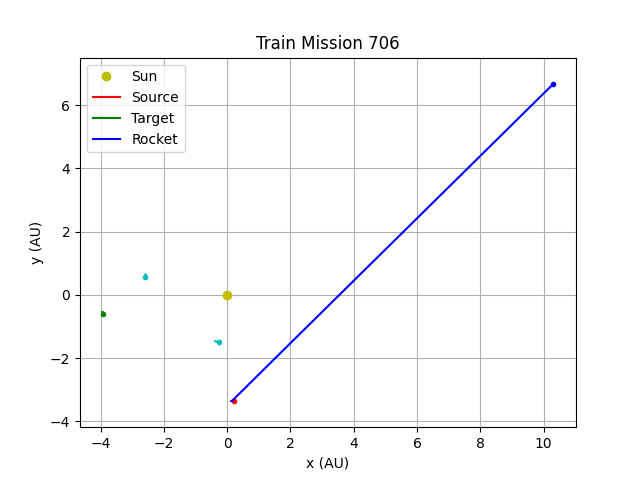 Train Mission 706
Sun
Source
Target
Rocket
6
4
2
0
−2
−4
y (AU)
−4 −2 0 2 4 6 8 10
x (AU)